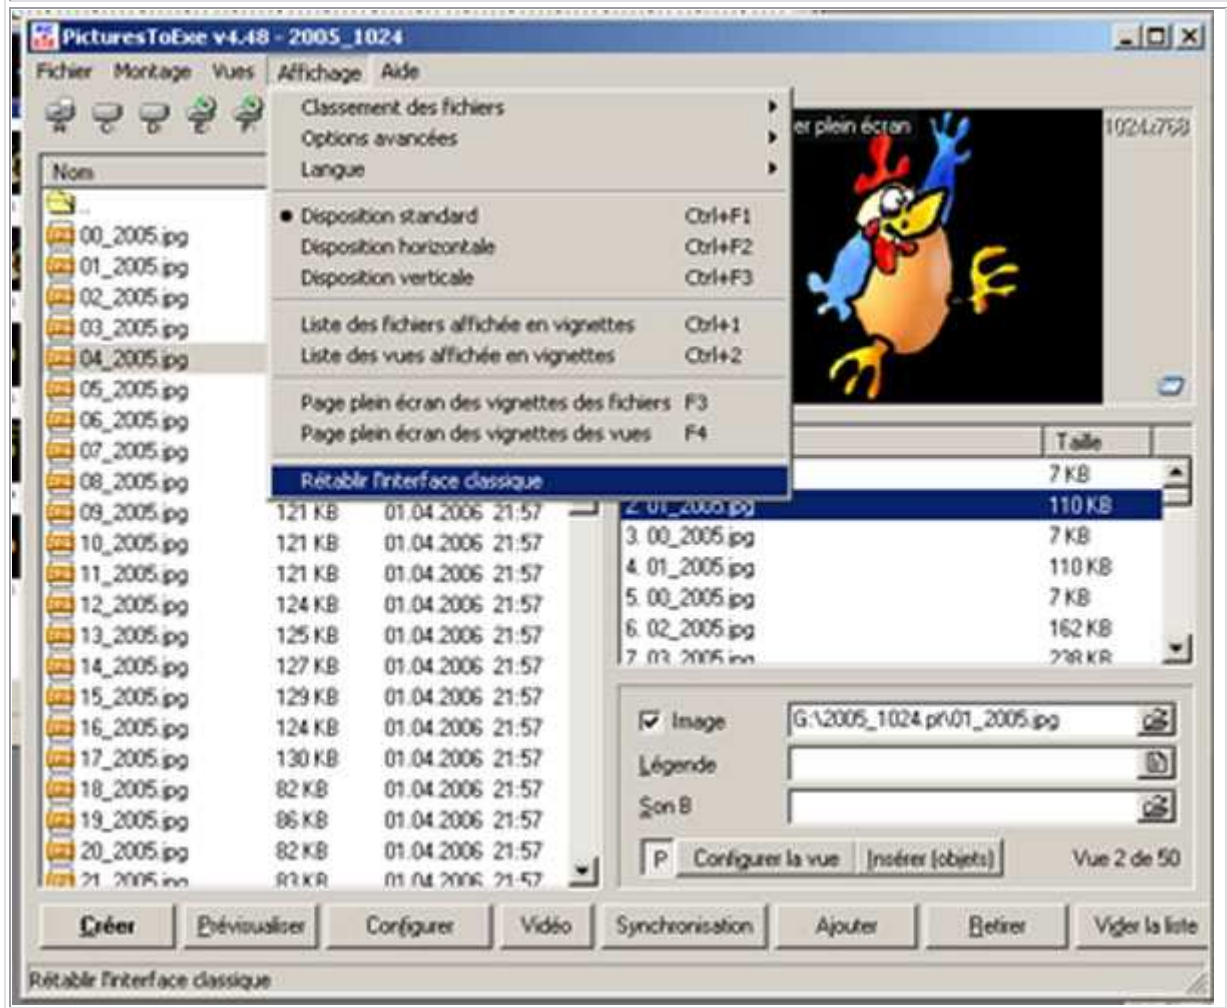 PicturesToExe v4.48 - 2005_1024
Fichier Montage Vues Affichage Aide
A: C: D: E: F:
Classement des fichiers
Options avancées
Langue
Disposition standard Ctrl+F1
Disposition horizontale Ctrl+F2
Disposition verticale Ctrl+F3
Liste des fichiers affichée en vignettes Ctrl+1
Liste des vues affichée en vignettes Ctrl+2
Page plein écran des vignettes des fichiers F3
Page plein écran des vignettes des vues F4
Rétablir l'interface classique
er plein écran
1024x768
Nom
..
00_2005.jpg
01_2005.jpg
02_2005.jpg
03_2005.jpg
04_2005.jpg
05_2005.jpg
06_2005.jpg
07_2005.jpg
08_2005.jpg
09_2005.jpg 121 KB 01.04.2006 21:57
10_2005.jpg 121 KB 01.04.2006 21:57
11_2005.jpg 121 KB 01.04.2006 21:57
12_2005.jpg 124 KB 01.04.2006 21:57
13_2005.jpg 125 KB 01.04.2006 21:57
14_2005.jpg 127 KB 01.04.2006 21:57
15_2005.jpg 129 KB 01.04.2006 21:57
16_2005.jpg 124 KB 01.04.2006 21:57
17_2005.jpg 130 KB 01.04.2006 21:57
18_2005.jpg 82 KB 01.04.2006 21:57
19_2005.jpg 86 KB 01.04.2006 21:57
20_2005.jpg 82 KB 01.04.2006 21:57
21_2005.jpg 83 KB 01.04.2006 21:57
Taille
7 KB
2. 01_2005.jpg 110 KB
3. 00_2005.jpg 7 KB
4. 01_2005.jpg 110 KB
5. 00_2005.jpg 7 KB
6. 02_2005.jpg 162 KB
7. 03_2005.jpg 238 KB
Image G:\2005_1024 pt\01_2005.jpg
Légende
Son B
P Configurer la vue Insérer (objets) Vue 2 de 50
Créer Prévisualiser Configurer Vidéo Synchronisation Ajouter Retirer Vider la liste
Rétablir l'interface classique